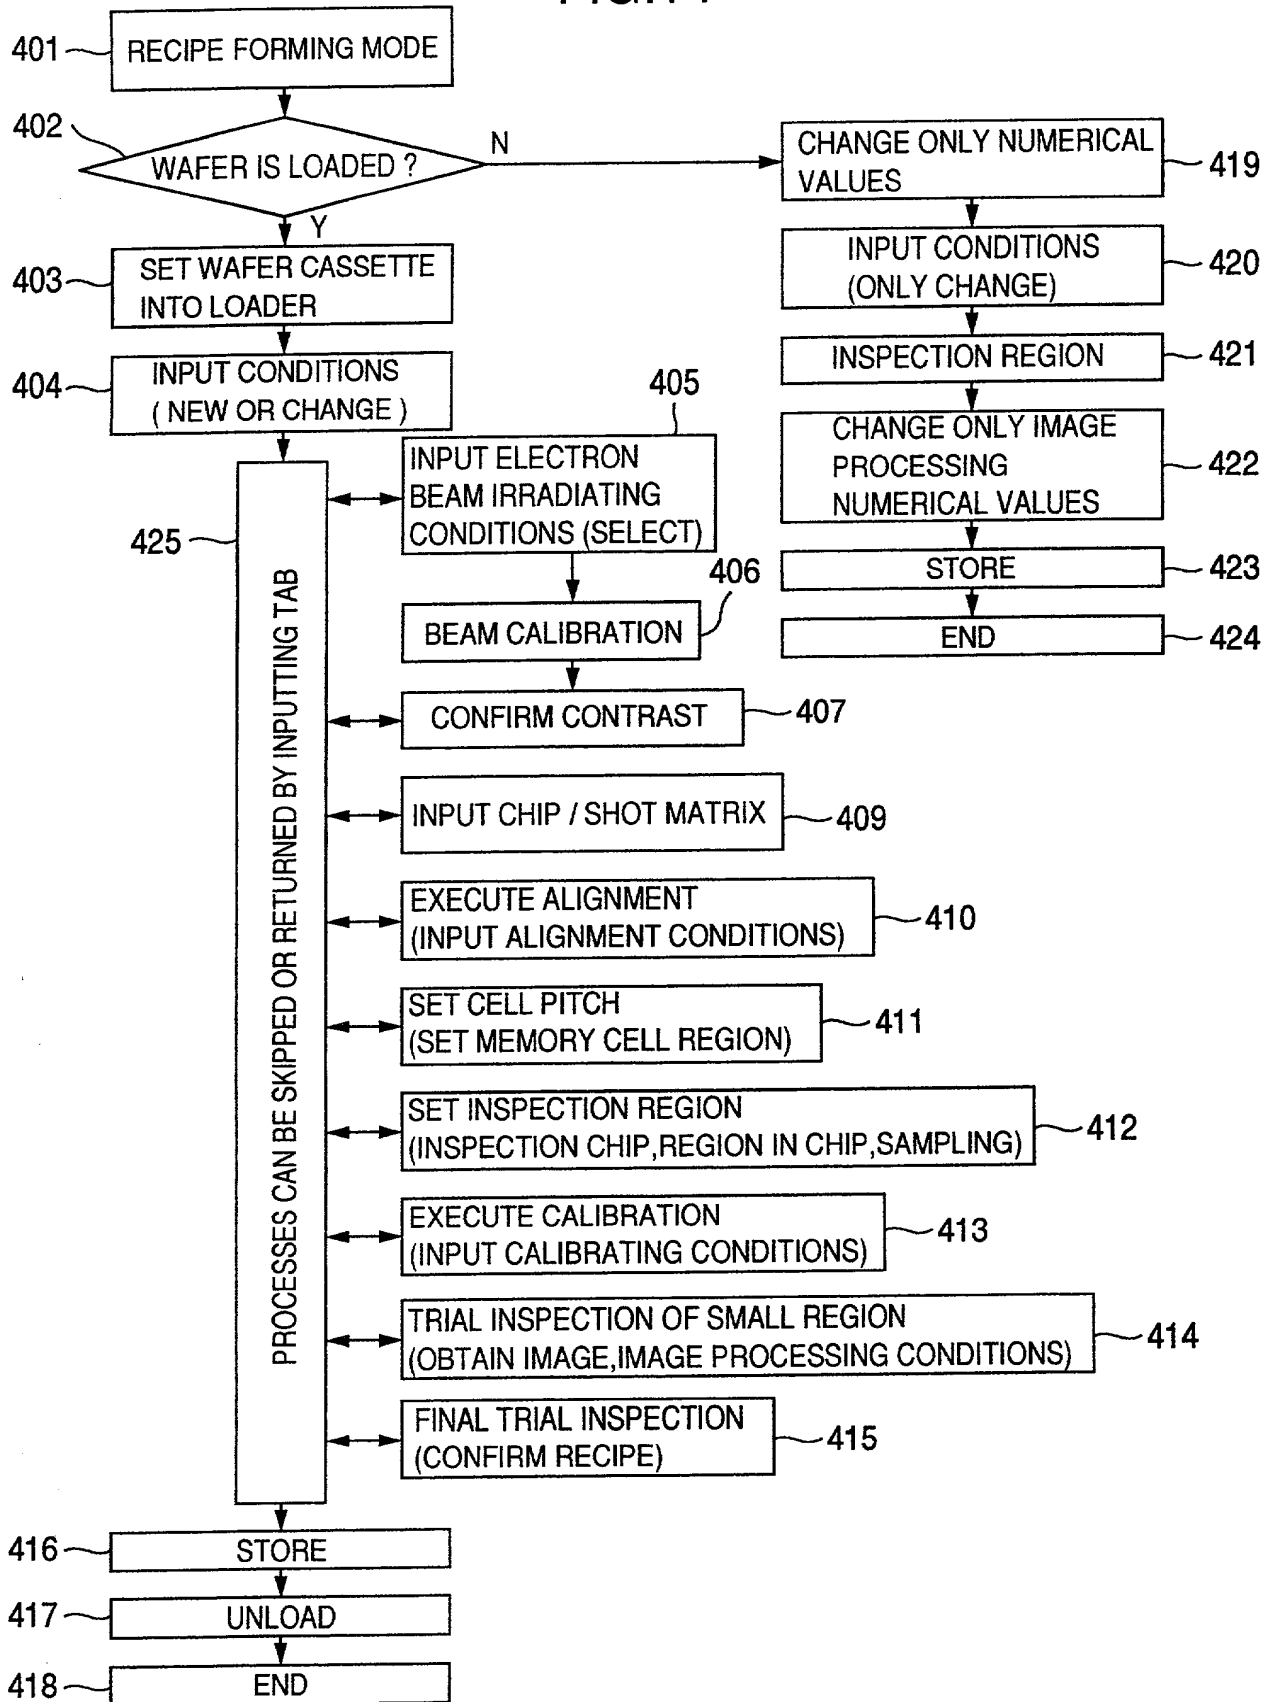 401
RECIPE FORMING MODE
402
WAFER IS LOADED ?
N
Y
403
SET WAFER CASSETTE
INTO LOADER
404
INPUT CONDITIONS
( NEW OR CHANGE )
425
PROCESSES CAN BE SKIPPED OR RETURNED BY INPUTTING TAB
405
INPUT ELECTRON
BEAM IRRADIATING
CONDITIONS (SELECT)
406
BEAM CALIBRATION
CONFIRM CONTRAST
407
INPUT CHIP / SHOT MATRIX
409
EXECUTE ALIGNMENT
(INPUT ALIGNMENT CONDITIONS)
410
SET CELL PITCH
(SET MEMORY CELL REGION)
411
SET INSPECTION REGION
(INSPECTION CHIP,REGION IN CHIP,SAMPLING)
412
EXECUTE CALIBRATION
(INPUT CALIBRATING CONDITIONS)
413
TRIAL INSPECTION OF SMALL REGION
(OBTAIN IMAGE,IMAGE PROCESSING CONDITIONS)
414
FINAL TRIAL INSPECTION
(CONFIRM RECIPE)
415
416
STORE
417
UNLOAD
418
END
CHANGE ONLY NUMERICAL
VALUES
419
INPUT CONDITIONS
(ONLY CHANGE)
420
INSPECTION REGION
421
CHANGE ONLY IMAGE
PROCESSING
NUMERICAL VALUES
422
STORE
423
END
424